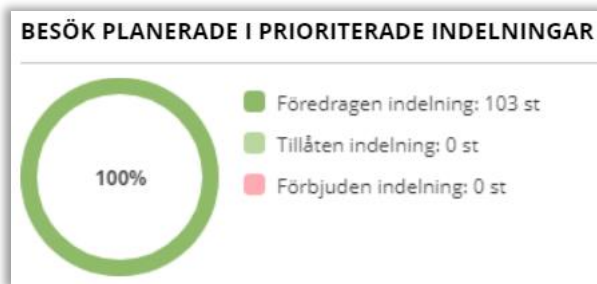 BESÖK PLANERADE I PRIORITERADE INDELNINGAR
100%
Föredragen indelning: 103 st
Tillåten indelning: 0 st
Förbjuden indelning: 0 st